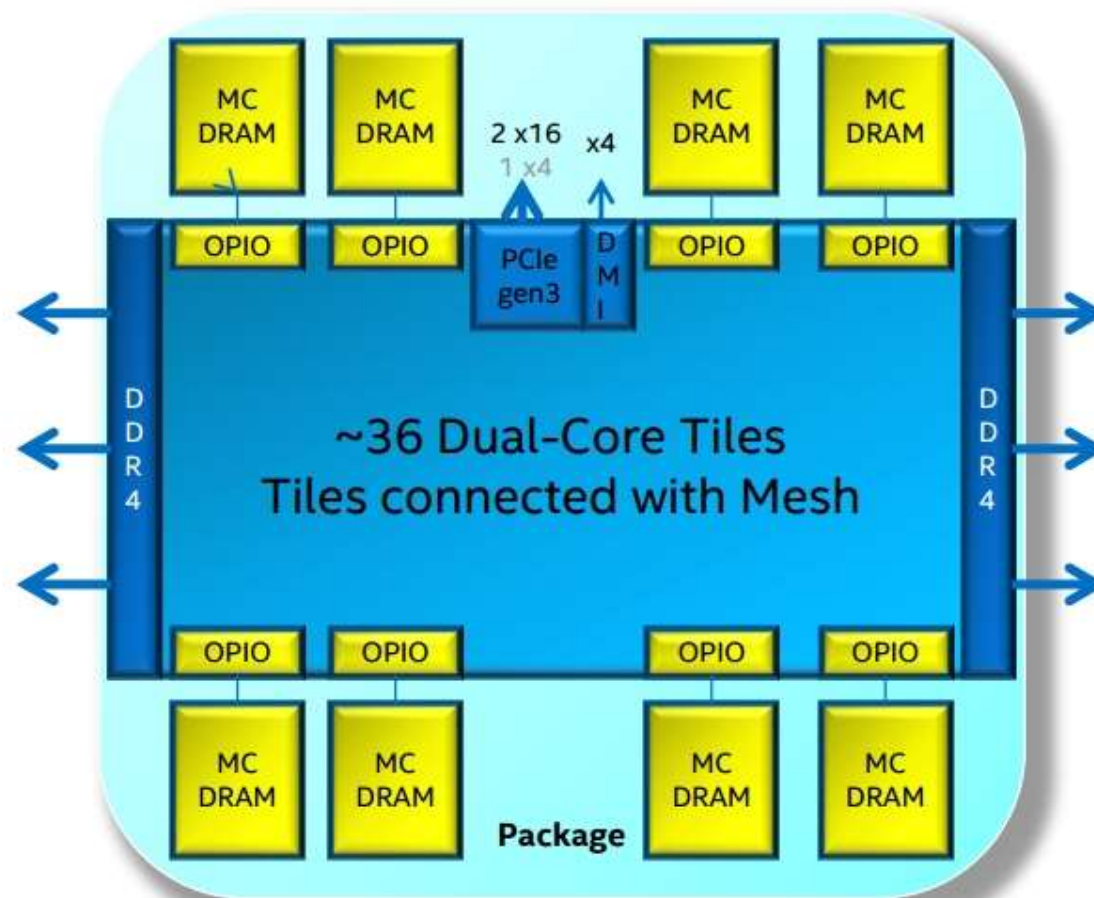 MC
DRAM
MC
DRAM
2 x16
1 x4
x4
MC
DRAM
MC
DRAM
OPIO
OPIO
PCIe
gen3
D
M
I
OPIO
OPIO
D
D
R
4
~36 Dual-Core Tiles
Tiles connected with Mesh
D
D
R
4
OPIO
OPIO
OPIO
OPIO
MC
DRAM
MC
DRAM
MC
DRAM
MC
DRAM
Package